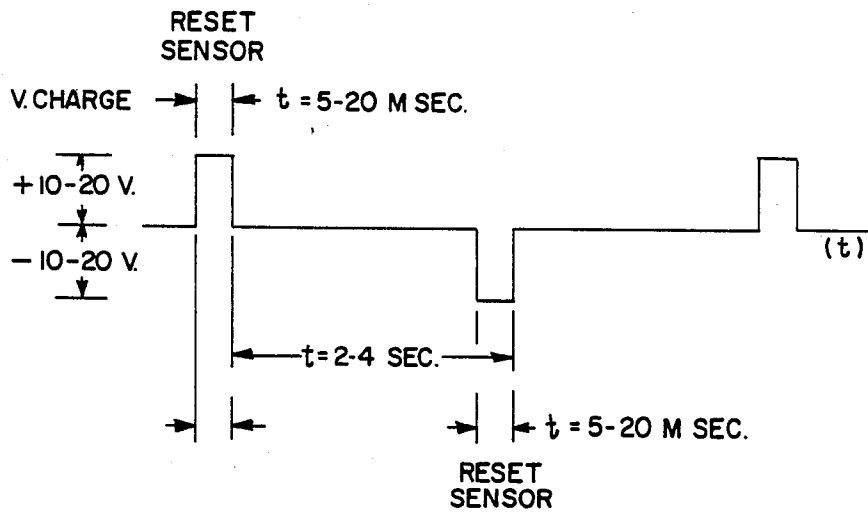 RESET
SENSOR
V. CHARGE
t = 5-20 M SEC.
+10-20 V.
-10-20 V.
(t)
t = 2-4 SEC.
t = 5-20 M SEC.
RESET
SENSOR